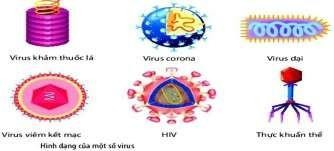 Virus khảm thuốc lá
Virus corona
Virus dại
Virus viêm kết mạc
HIV
Thực khuẩn thể
Hình dạng của một số virus